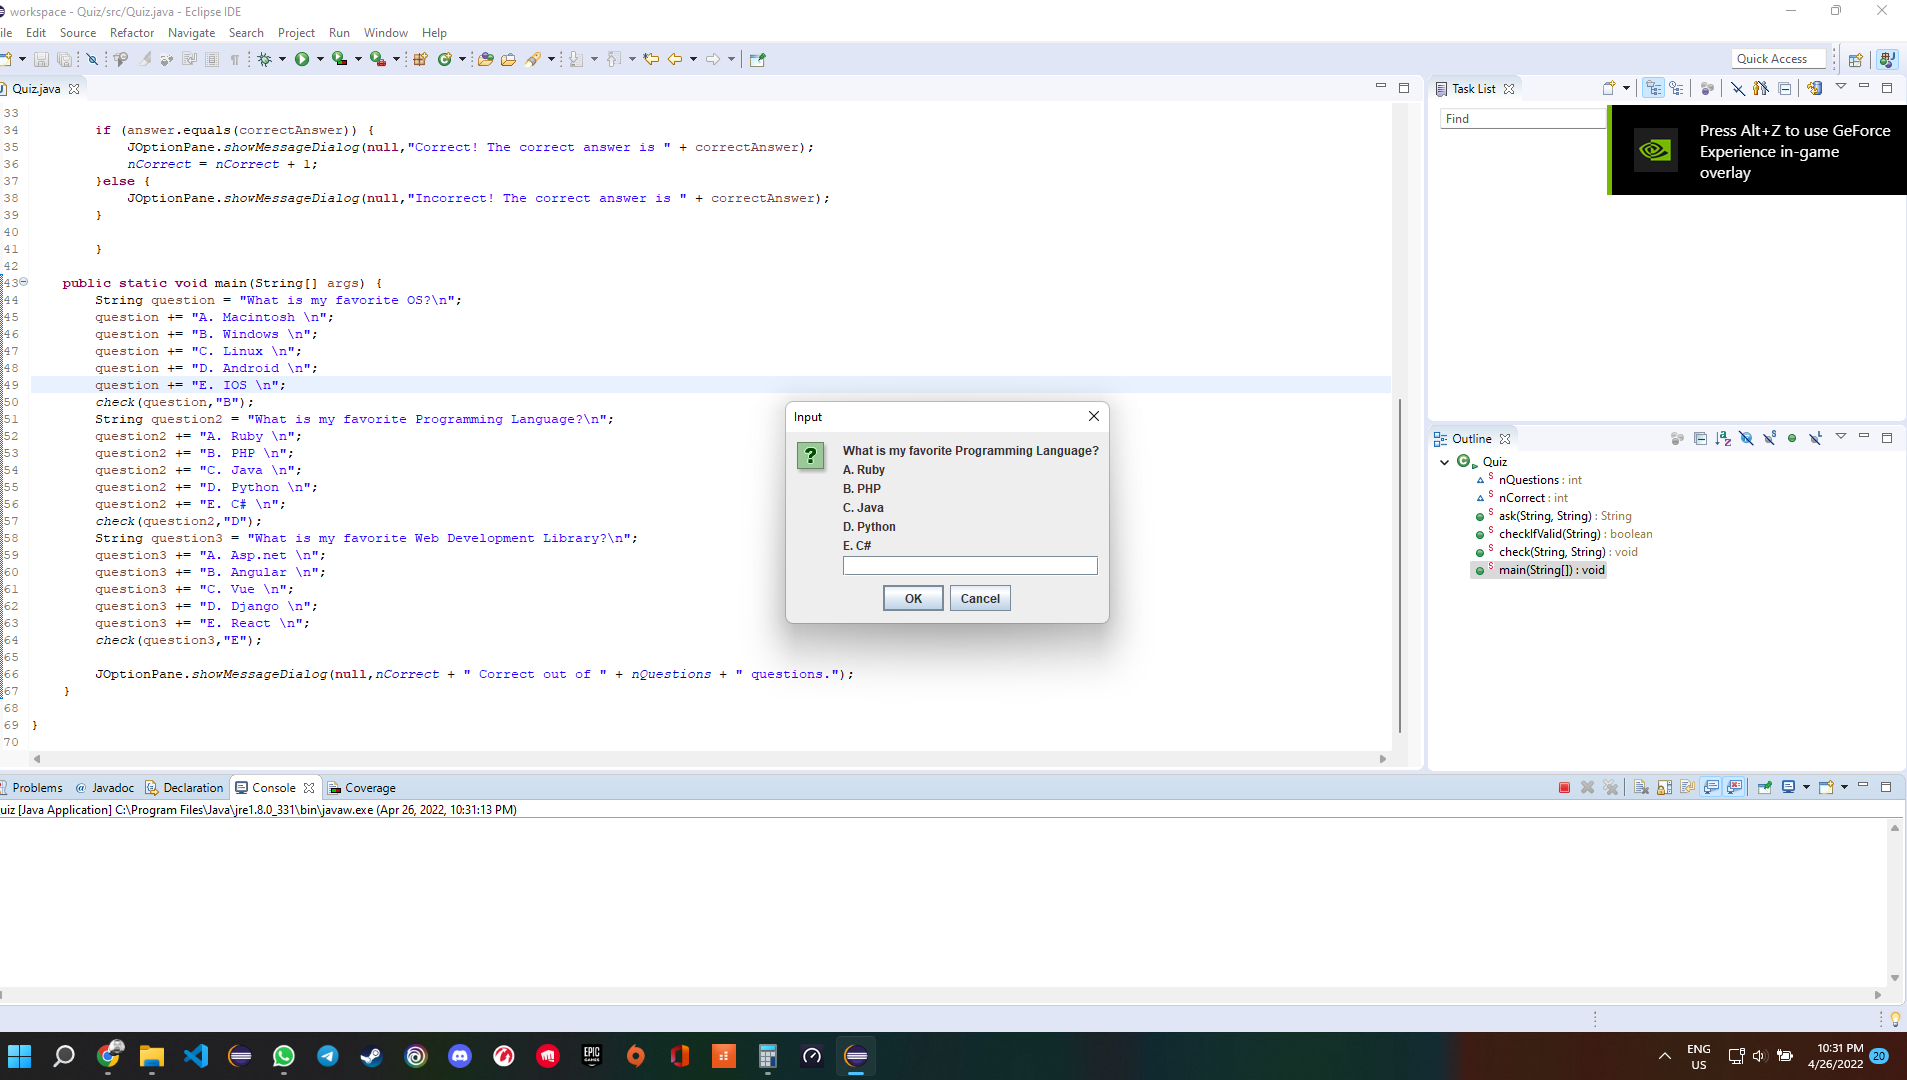 workspace - Quiz/src/Quiz.java - Eclipse IDE
ile Edit Source Refactor Navigate Search Project Run Window Help
Quick Access
Quiz.java
33
34 if (answer.equals(correctAnswer)) {
35 JOptionPane.showMessageDialog(null,"Correct! The correct answer is " + correctAnswer);
36 nCorrect = nCorrect + 1;
37 }else {
38 JOptionPane.showMessageDialog(null,"Incorrect! The correct answer is " + correctAnswer);
39 }
40
41 }
42
43 public static void main(String[] args) {
44 String question = "What is my favorite OS?\n";
45 question += "A. Macintosh \n";
46 question += "B. Windows \n";
47 question += "C. Linux \n";
48 question += "D. Android \n";
49 question += "E. IOS \n";
50 check(question,"B");
51 String question2 = "What is my favorite Programming Language?\n";
52 question2 += "A. Ruby \n";
53 question2 += "B. PHP \n";
54 question2 += "C. Java \n";
55 question2 += "D. Python \n";
56 question2 += "E. C# \n";
57 check(question2,"D");
58 String question3 = "What is my favorite Web Development Library?\n";
59 question3 += "A. Asp.net \n";
60 question3 += "B. Angular \n";
61 question3 += "C. Vue \n";
62 question3 += "D. Django \n";
63 question3 += "E. React \n";
64 check(question3,"E");
65
66 JOptionPane.showMessageDialog(null,nCorrect + " Correct out of " + nQuestions + " questions.");
67 }
68
69 }
70
Input
?
What is my favorite Programming Language?
A. Ruby
B. PHP
C. Java
D. Python
E. C#
OK Cancel
Task List
Find
Press Alt+Z to use GeForce
Experience in-game
overlay
Outline
Quiz
nQuestions : int
nCorrect : int
ask(String, String) : String
checkIfValid(String) : boolean
check(String, String) : void
main(String[]) : void
Problems @ Javadoc Declaration Console Coverage
uiz [Java Application] C:\Program Files\Java\jre1.8.0_331\bin\javaw.exe (Apr 26, 2022, 10:31:13 PM)
EPIC
GAMES
ENG
US
10:31 PM
4/26/2022
20